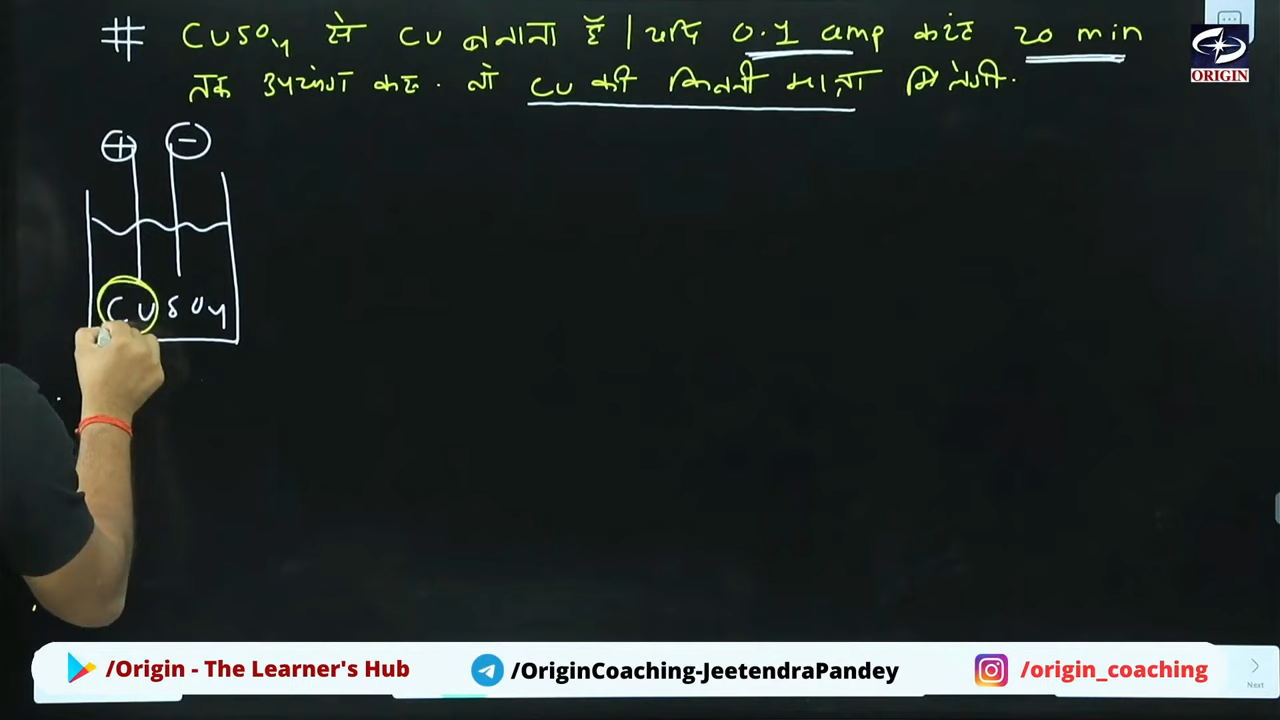 # CuSO4 से Cu बनाना हैं | यदि 0.1 amp करंट 20 min
तक उपयोग करे. तो Cu की कितनी मात्रा मिलेगी.
ORIGIN
+ -
CuSO4
/Origin - The Learner's Hub
/OriginCoaching-JeetendraPandey
/origin_coaching
Next